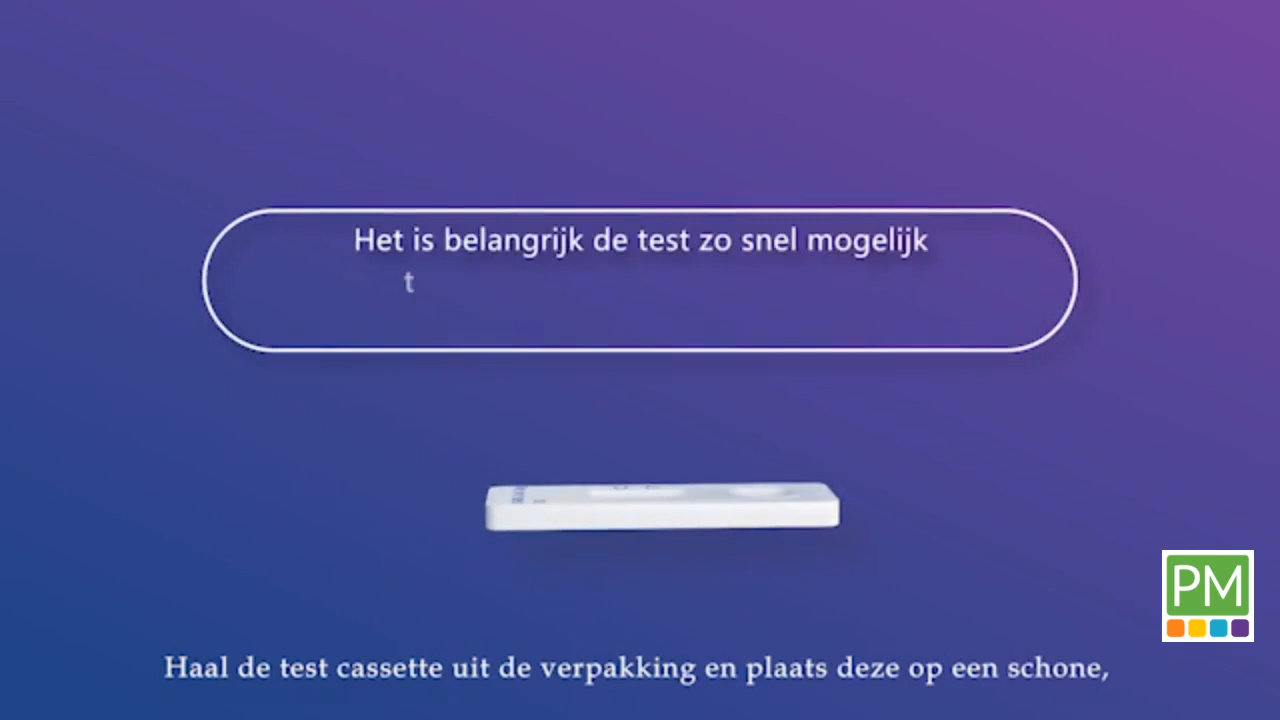 Het is belangrijk de test zo snel mogelijk
t
PM
Haal de test cassette uit de verpakking en plaats deze op een schone,